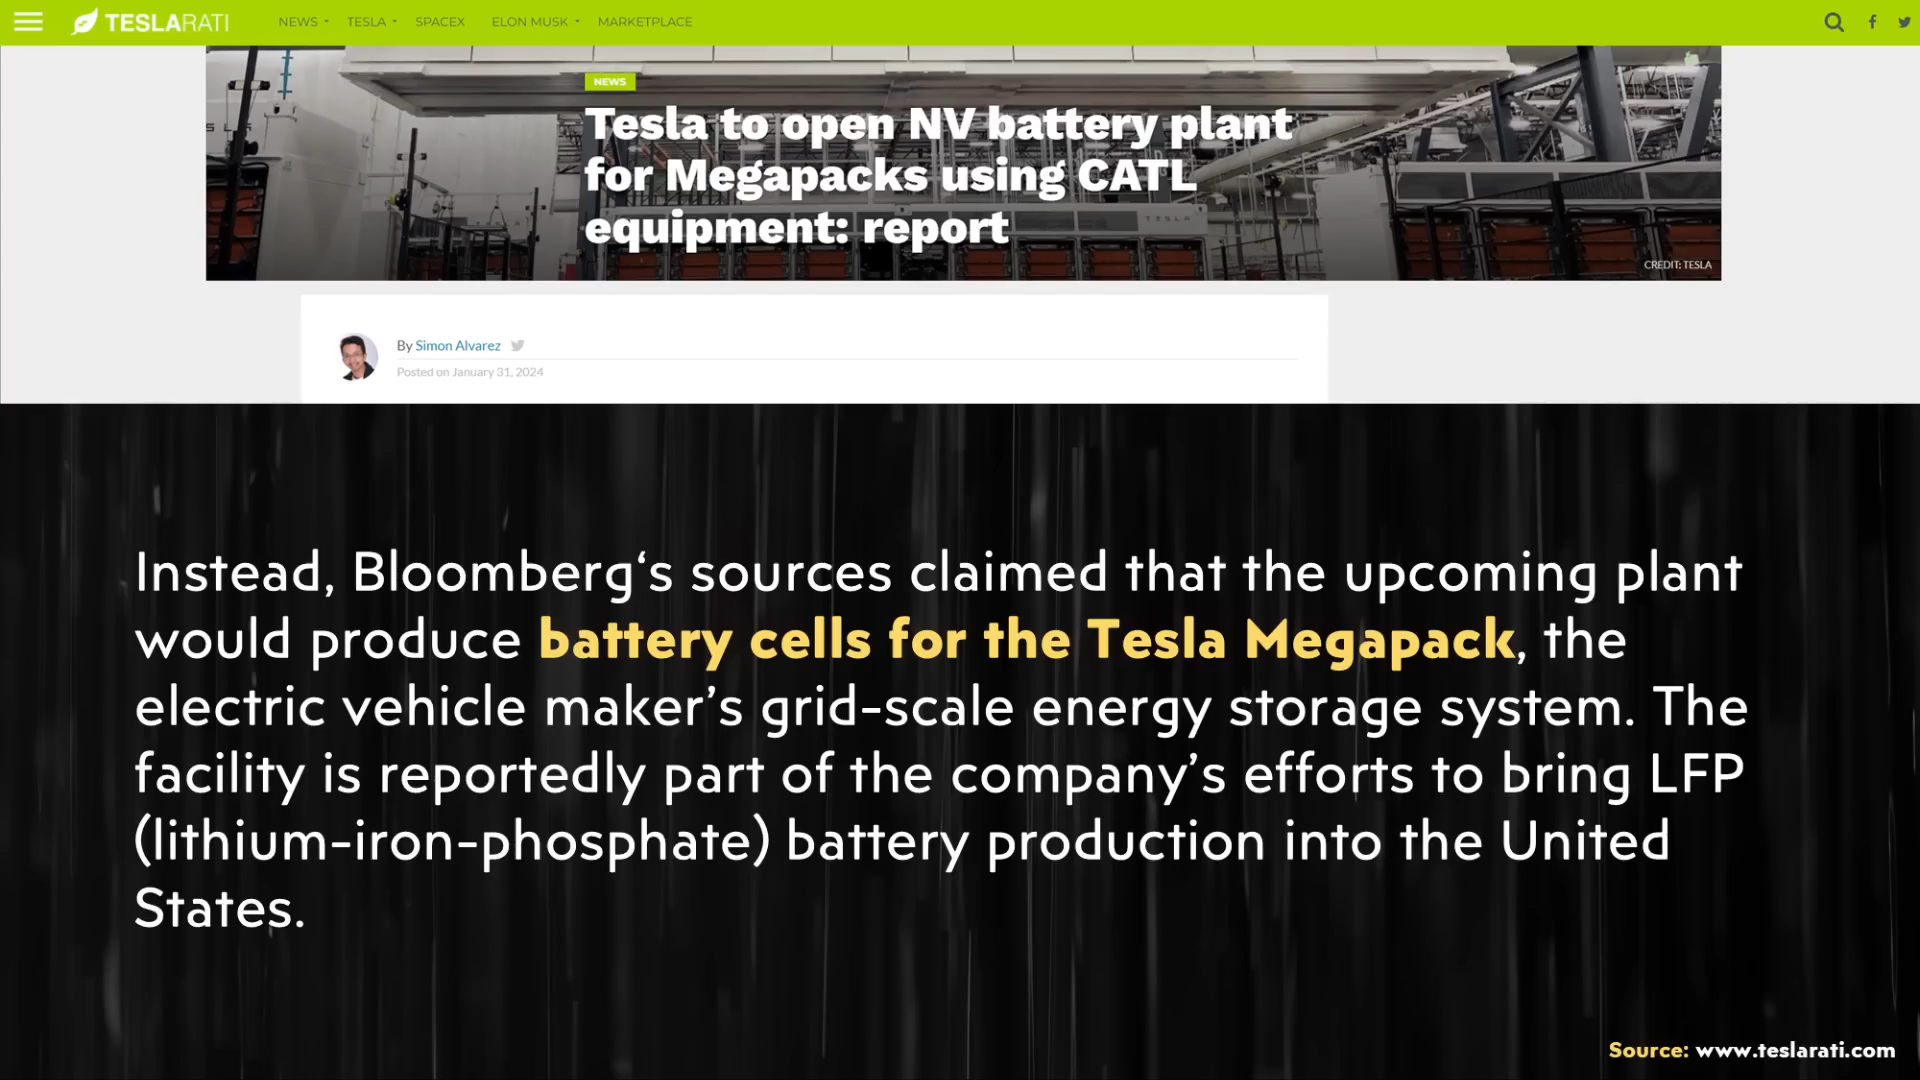 TESLARATI
NEWS TESLA SPACEX ELON MUSK MARKETPLACE
NEWS
Tesla to open NV battery plant
for Megapacks using CATL
equipment: report
TESLA
CREDIT: TESLA
By Simon Alvarez
Posted on January 31, 2024
Instead, Bloomberg‘s sources claimed that the upcoming plant
would produce battery cells for the Tesla Megapack, the
electric vehicle maker’s grid-scale energy storage system. The
facility is reportedly part of the company’s efforts to bring LFP
(lithium-iron-phosphate) battery production into the United
States.
Source: www.teslarati.com